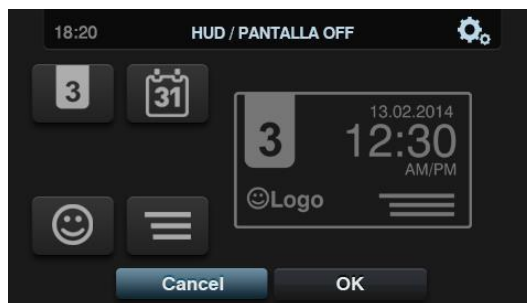 18:20 HUD / PANTALLA OFF
3 31
13.02.2014
3 12:30
AM/PM
Logo
Cancel OK